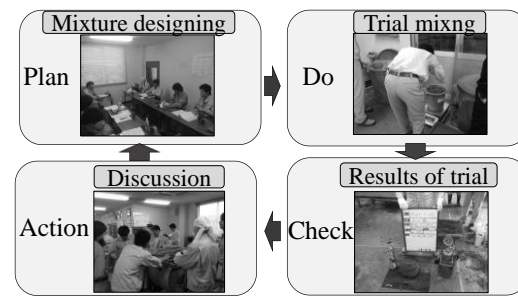 Mixture designing
Plan
Trial mixng
Do
Results of trial
Check
Discussion
Action